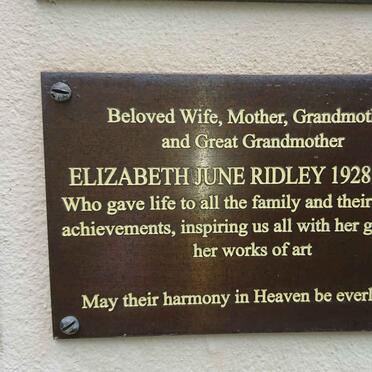 Beloved Wife, Mother, Grandmoth
and Great Grandmother
ELIZABETH JUNE RIDLEY 1928
Who gave life to all the family and their
achievements, inspiring us all with her g
her works of art
May their harmony in Heaven be everl